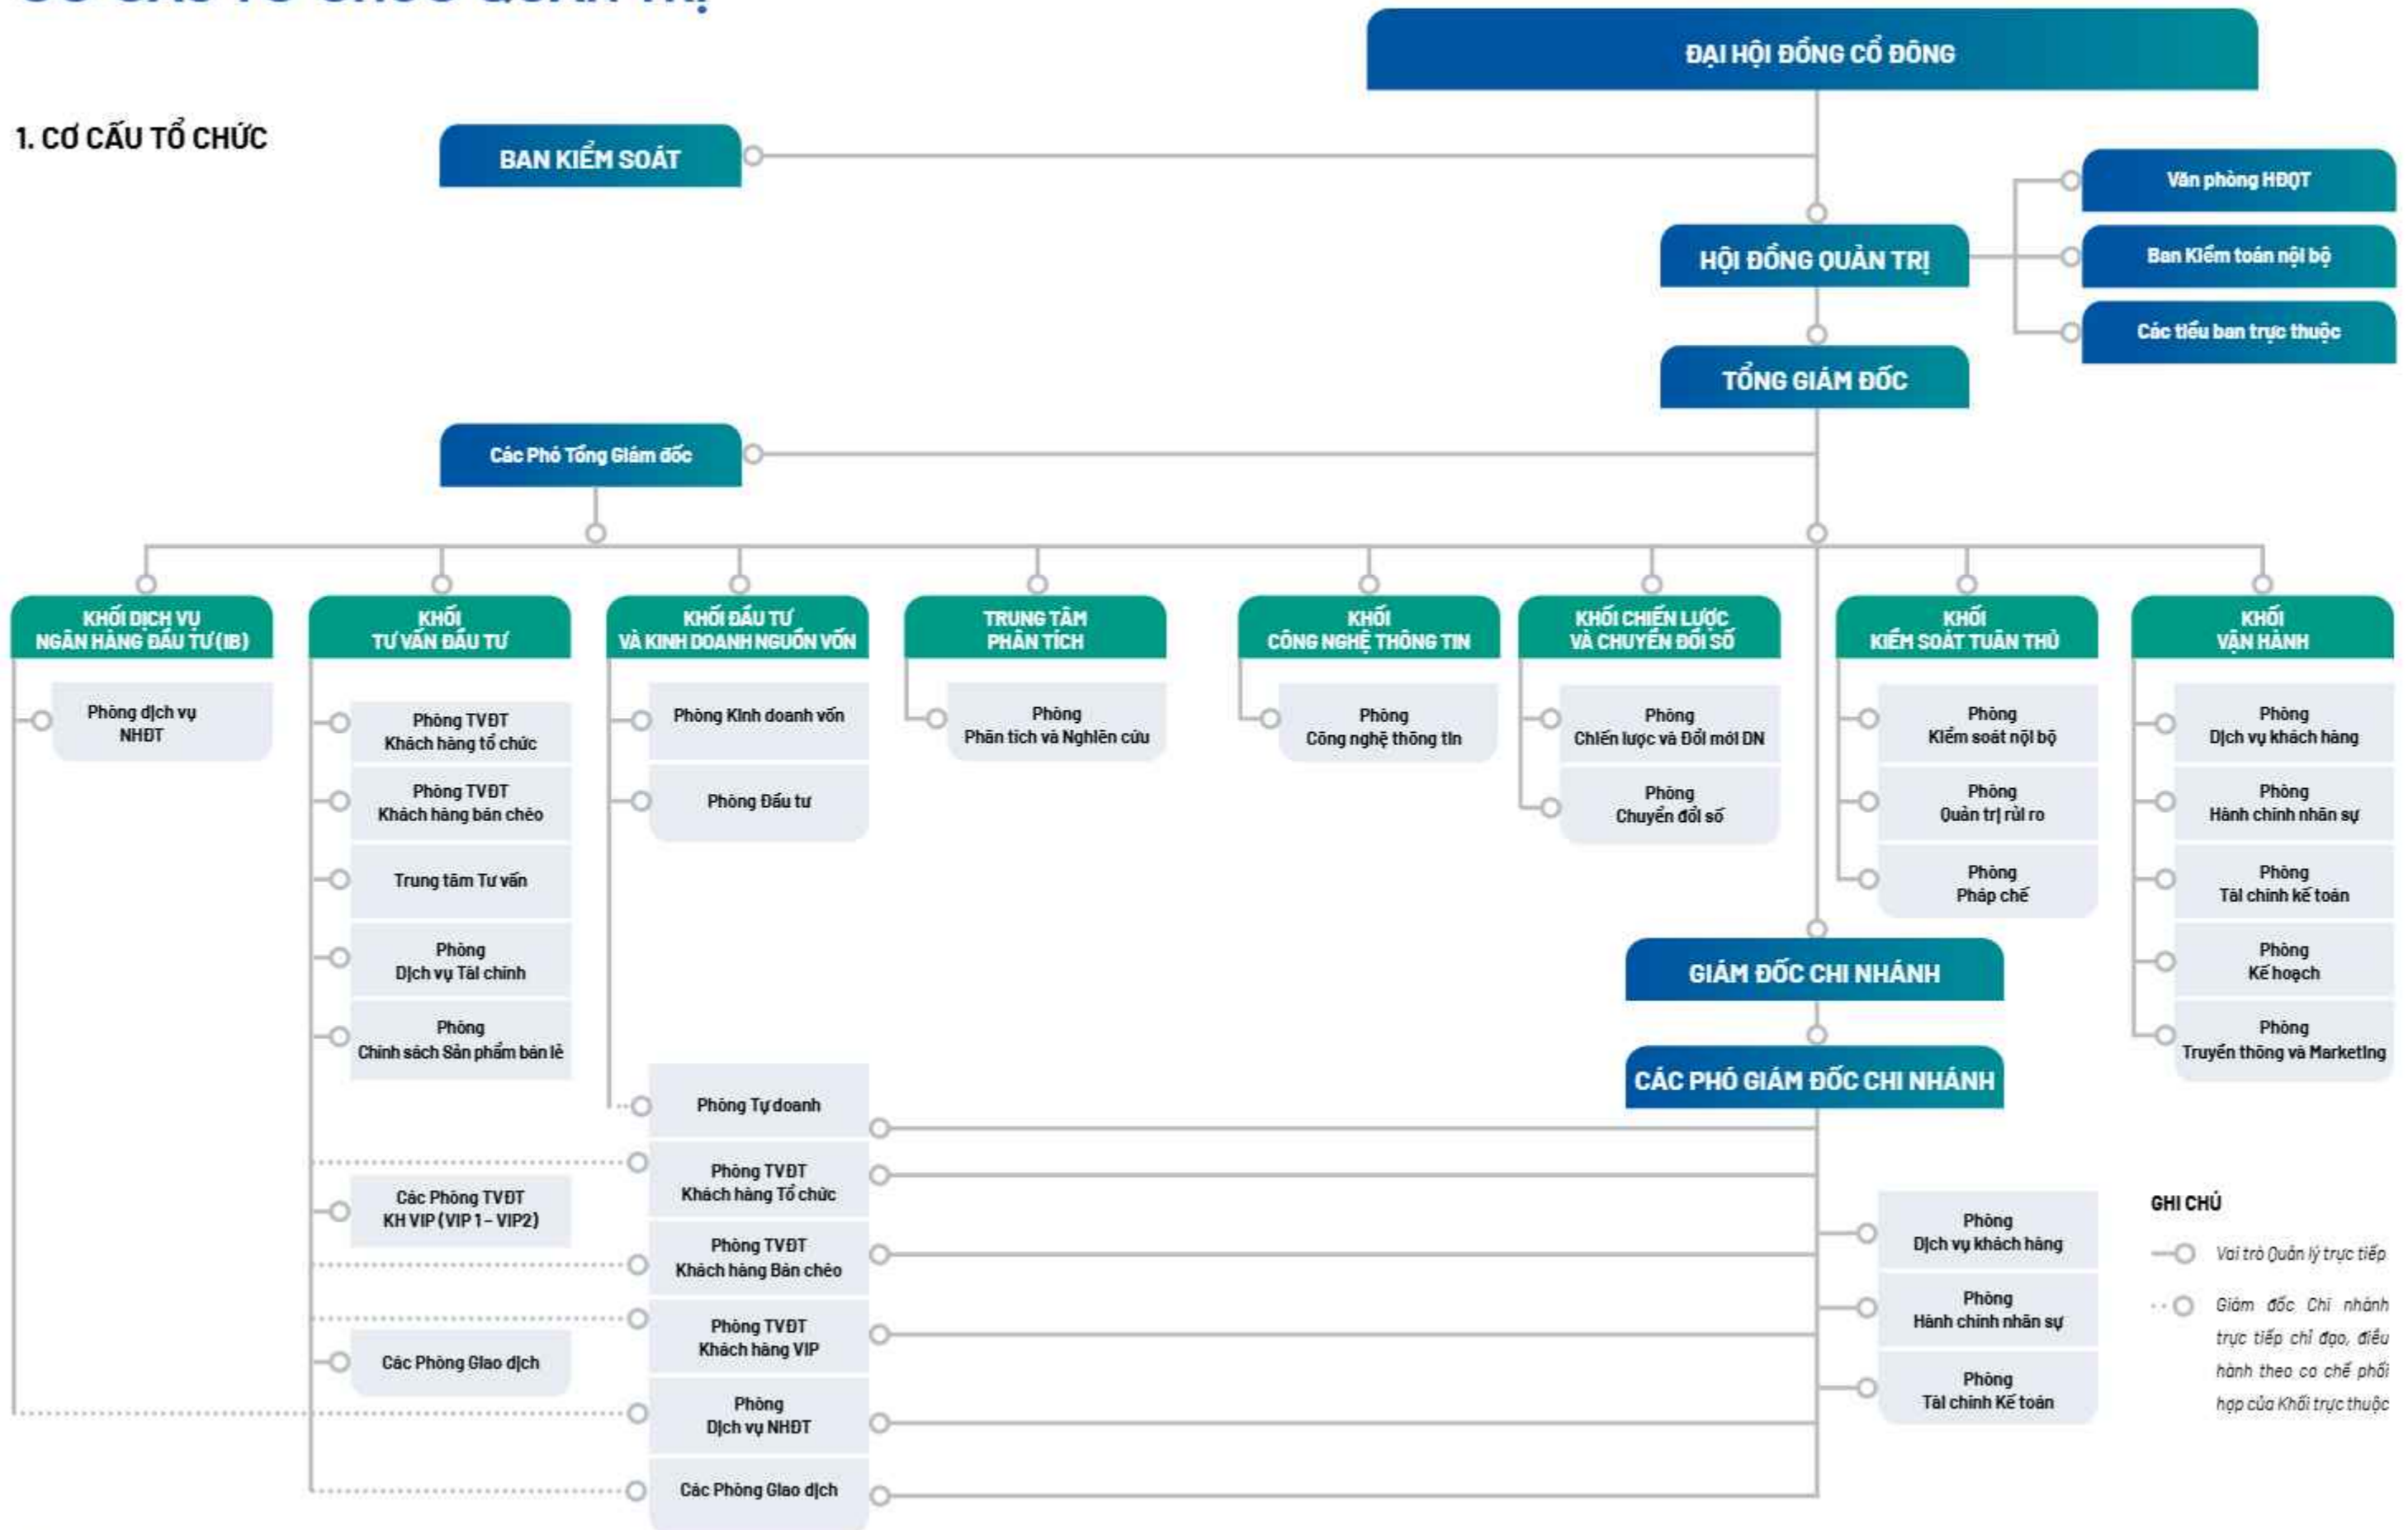 1. CƠ CẤU TỔ CHỨC
ĐẠI HỘI ĐỒNG CỔ ĐÔNG
BAN KIỂM SOÁT
Văn phòng HĐQT
HỘI ĐỒNG QUẢN TRỊ
Ban Kiểm toán nội bộ
Các tiểu ban trực thuộc
TỔNG GIÁM ĐỐC
Các Phó Tổng Giám đốc
KHỐI DỊCH VỤ
NGÂN HÀNG ĐẦU TƯ (IB)
KHỐI
TƯ VẤN ĐẦU TƯ
KHỐI ĐẦU TƯ
VÀ KINH DOANH NGUỒN VỐN
TRUNG TÂM
PHÂN TÍCH
KHỐI
CÔNG NGHỆ THÔNG TIN
KHỐI CHIẾN LƯỢC
VÀ CHUYỂN ĐỔI SỐ
KHỐI
KIỂM SOÁT TUÂN THỦ
KHỐI
VẬN HÀNH
Phòng dịch vụ
NHĐT
Phòng TVĐT
Khách hàng tổ chức
Phòng TVĐT
Khách hàng bán chéo
Trung tâm Tư vấn
Phòng
Dịch vụ Tài chính
Phòng
Chính sách Sản phẩm bán lẻ
Các Phòng TVĐT
KH VIP (VIP 1 - VIP2)
Các Phòng Giao dịch
Phòng Kinh doanh vốn
Phòng Đầu tư
Phòng Tự doanh
Phòng TVĐT
Khách hàng Tổ chức
Phòng TVĐT
Khách hàng Bán chéo
Phòng TVĐT
Khách hàng VIP
Phòng
Dịch vụ NHĐT
Các Phòng Giao dịch
Phòng
Phân tích và Nghiên cứu
Phòng
Công nghệ thông tin
Phòng
Chiến lược và Đổi mới DN
Phòng
Chuyển đổi số
Phòng
Kiểm soát nội bộ
Phòng
Quản trị rủi ro
Phòng
Pháp chế
Phòng
Dịch vụ khách hàng
Phòng
Hành chính nhân sự
Phòng
Tài chính kế toán
Phòng
Kế hoạch
Phòng
Truyền thông và Marketing
GIÁM ĐỐC CHI NHÁNH
CÁC PHÓ GIÁM ĐỐC CHI NHÁNH
Phòng
Dịch vụ khách hàng
Phòng
Hành chính nhân sự
Phòng
Tài chính Kế toán
GHI CHÚ
Vai trò Quản lý trực tiếp
Giám đốc Chi nhánh
trực tiếp chỉ đạo, điều
hành theo cơ chế phối
hợp của Khối trực thuộc